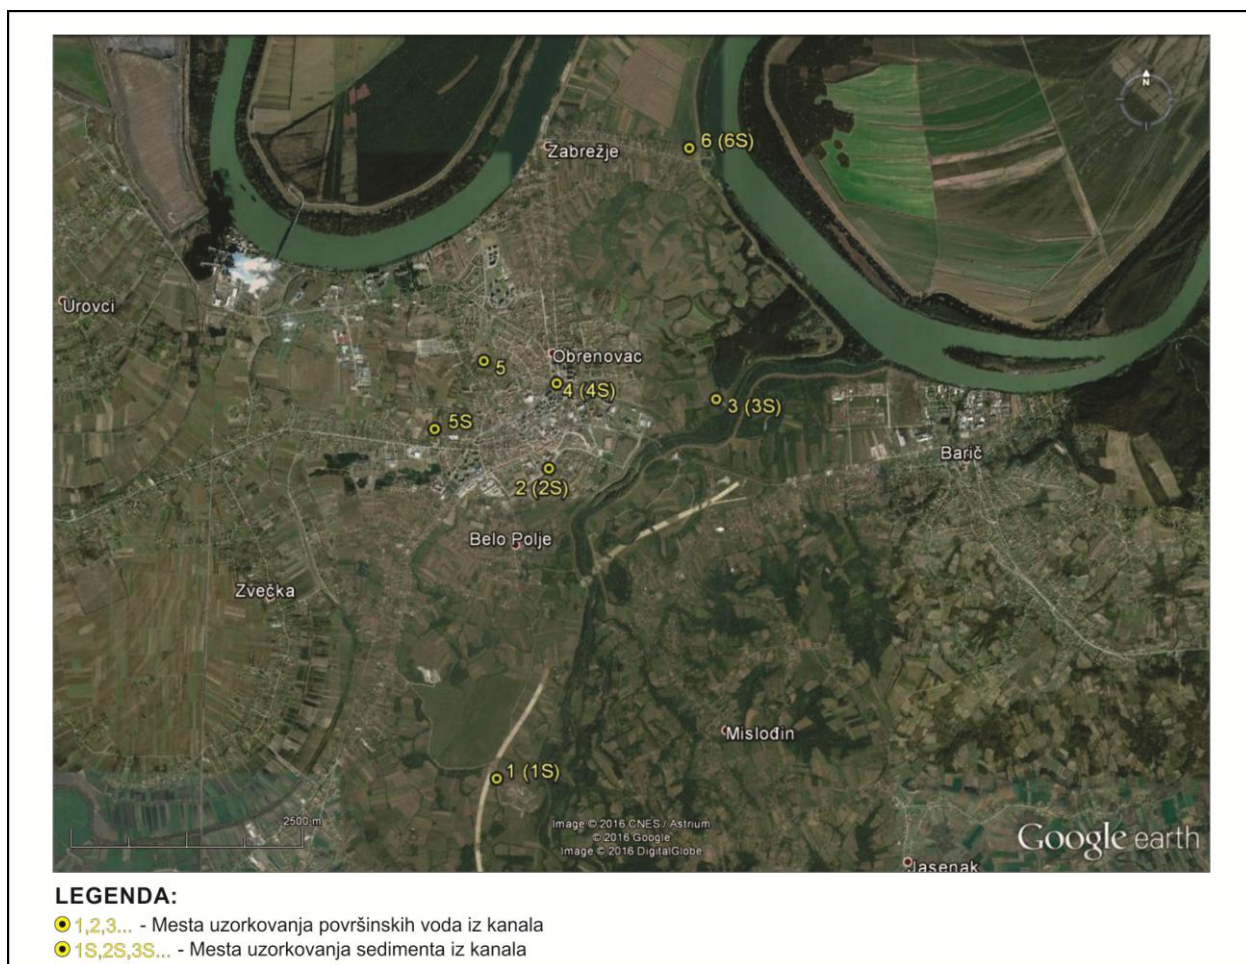 N
Zabrežje
6 (6S)
Urovci
Obrenovac
5
4 (4S)
3 (3S)
5S
Barič
2 (2S)
Belo Polje
Zvečka
Mislođin
1 (1S)
2500 m
Image © 2016 CNES / Astrium
© 2016 Google
Image © 2016 DigitalGlobe
Google earth
Jasenak
LEGENDA:
1,2,3... - Mesta uzorkovanja površinskih voda iz kanala
1S,2S,3S... - Mesta uzorkovanja sedimenta iz kanala